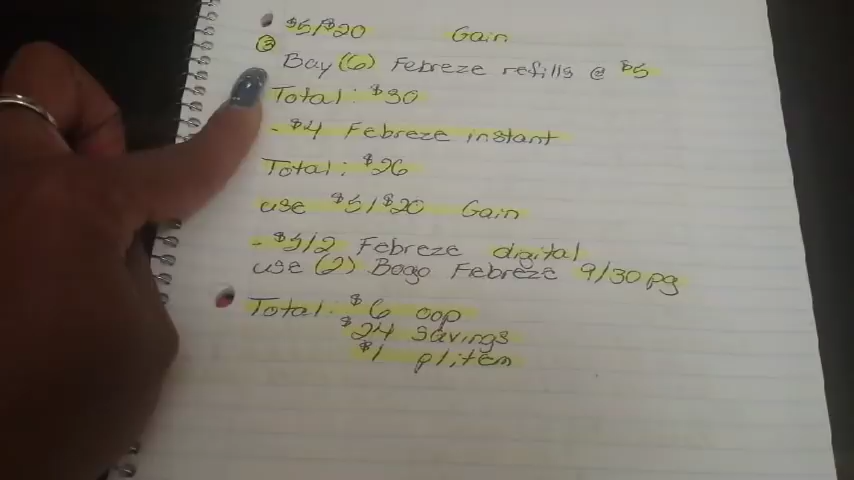 $5/$20 Gain
③
Buy (6) Febreze refills @ $5
Total: $30
- $4 Febreze instant
Total: $26
use $5/$20 Gain
- $3/2 Febreze digital
use (2) Bogo Febreze 9/30 pg
Total: $6 oop
$24 savings
$1 p/item